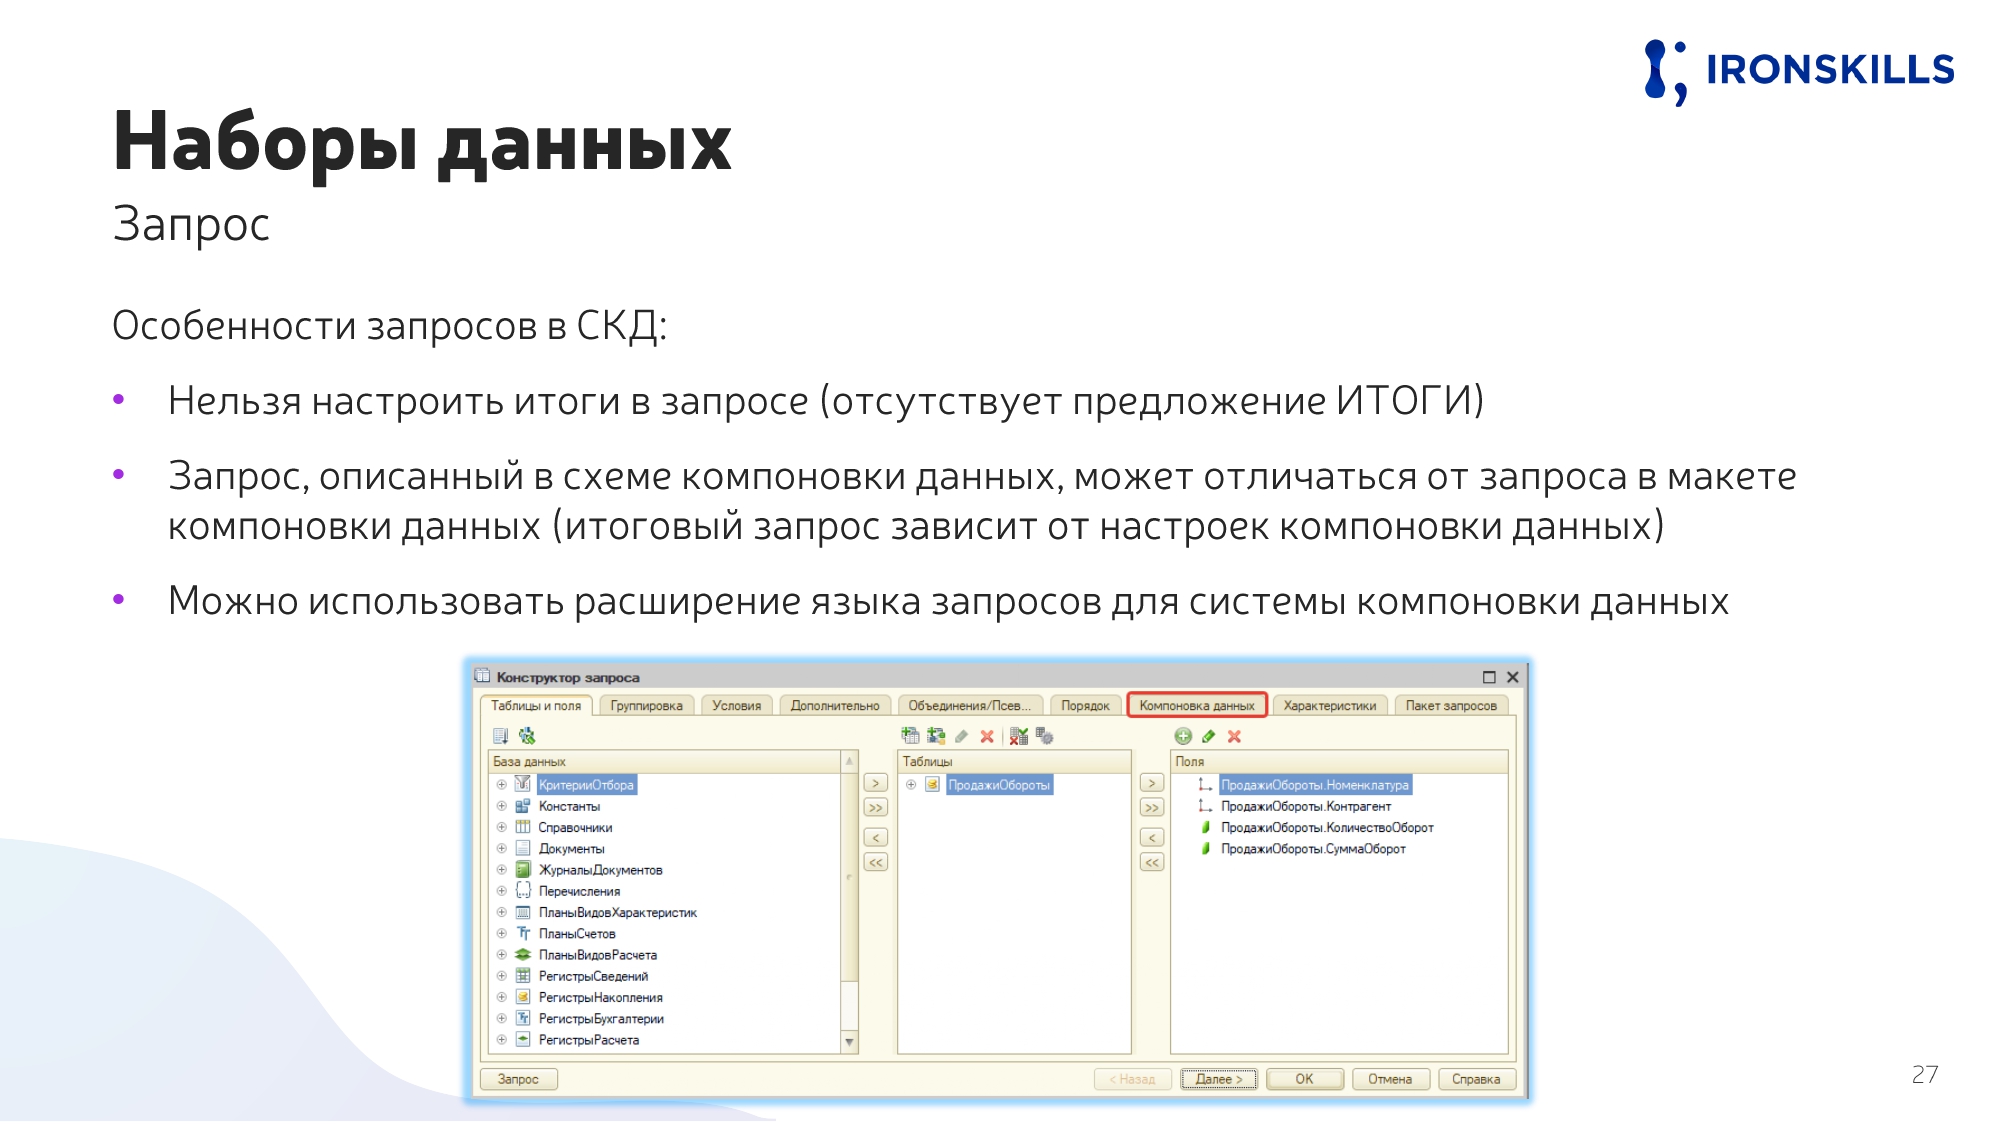 IRONSKILLS
Наборы данных
Запрос
Особенности запросов в СКД:
• Нельзя настроить итоги в запросе (отсутствует предложение ИТОГИ)
• Запрос, описанный в схеме компоновки данных, может отличаться от запроса в макете
компоновки данных (итоговый запрос зависит от настроек компоновки данных)
• Можно использовать расширение языка запросов для системы компоновки данных
Конструктор запроса
Таблицы и поля Группировка Условия Дополнительно Объединения/Псев... Порядок Компоновка данных Характеристики Пакет запросов
База данных
КритерииОтбора
Константы
Справочники
Документы
ЖурналыДокументов
Перечисления
ПланыВидовХарактеристик
ПланыСчетов
ПланыВидовРасчета
РегистрыСведений
РегистрыНакопления
РегистрыБухгалтерии
РегистрыРасчета
>
>>
<
<<
Таблицы
ПродажиОбороты
>
>>
<
<<
Поля
ПродажиОбороты.Номенклатура
ПродажиОбороты.Контрагент
ПродажиОбороты.КоличествоОборот
ПродажиОбороты.СуммаОборот
Запрос < Назад Далее > OK Отмена Справка
27